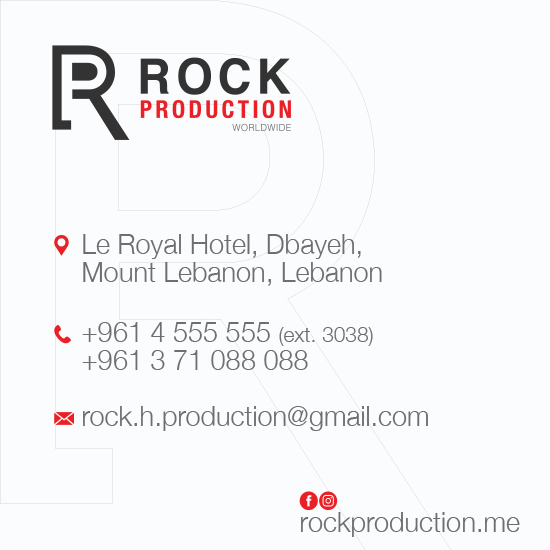 ROCK
PRODUCTION
WORLDWIDE
Le Royal Hotel, Dbayeh,
Mount Lebanon, Lebanon
+961 4 555 555 (ext. 3038)
+961 3 71 088 088
rock.h.production@gmail.com
rockproduction.me